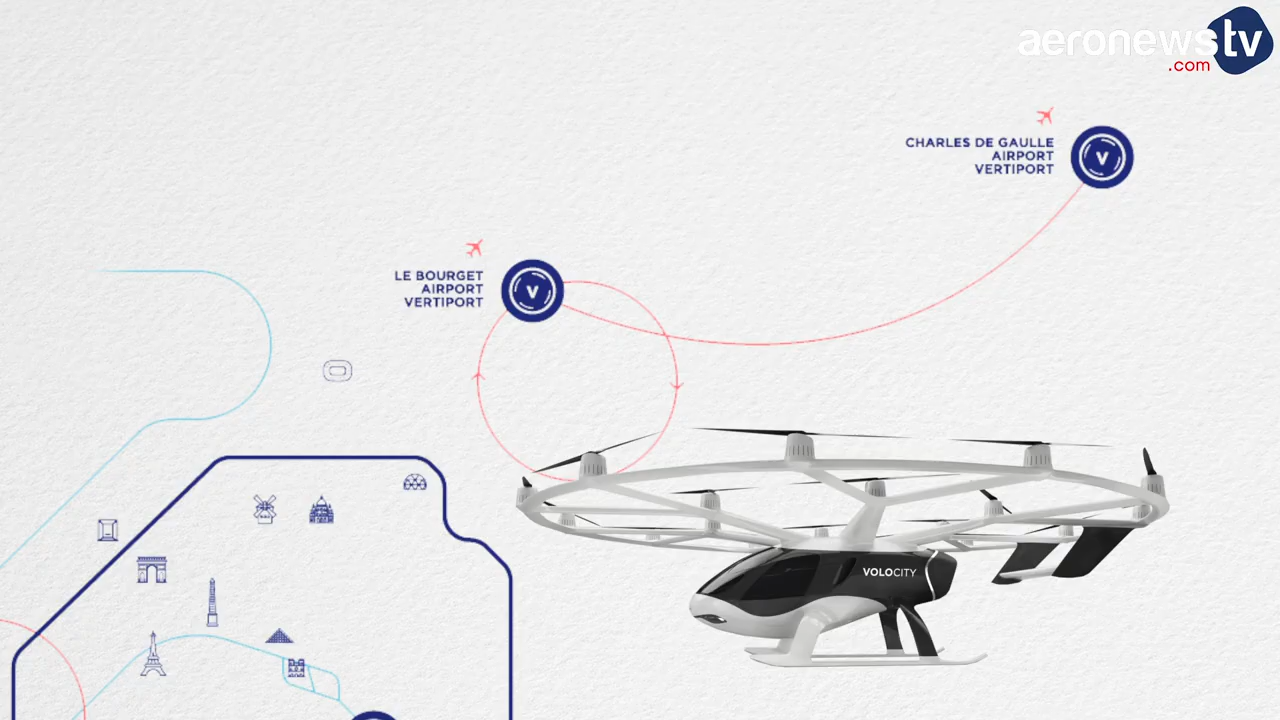 aeronewstv
.com
CHARLES DE GAULLE
AIRPORT
VERTIPORT
V
LE BOURGET
AIRPORT
VERTIPORT
V
VOLOCITY